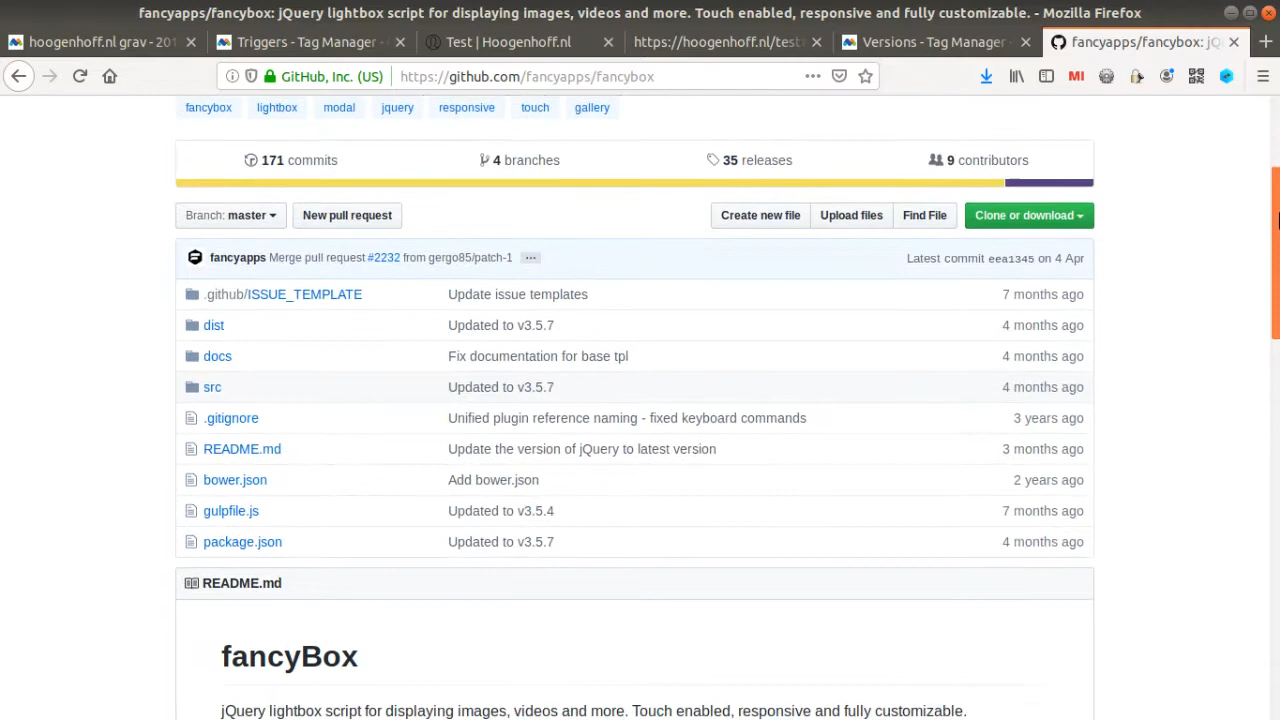 fancyapps/fancybox: jQuery lightbox script for displaying images, videos and more. Touch enabled, responsive and fully customizable. - Mozilla Firefox
hoogenhoff.nl grav - 201
Triggers - Tag Manager -
Test | Hoogenhoff.nl
https://hoogenhoff.nl/test
Versions - Tag Manager
fancyapps/fancybox: jQ
GitHub, Inc. (US)
https://github.com/fancyapps/fancybox
MI
fancybox
lightbox
modal
jquery
responsive
touch
gallery
171 commits
4 branches
35 releases
9 contributors
Branch: master
New pull request
Create new file
Upload files
Find File
Clone or download
fancyapps Merge pull request #2232 from gergo85/patch-1 ...
Latest commit eea1345 on 4 Apr
.github/ISSUE_TEMPLATE Update issue templates 7 months ago
dist Updated to v3.5.7 4 months ago
docs Fix documentation for base tpl 4 months ago
src Updated to v3.5.7 4 months ago
.gitignore Unified plugin reference naming - fixed keyboard commands 3 years ago
README.md Update the version of jQuery to latest version 3 months ago
bower.json Add bower.json 2 years ago
gulpfile.js Updated to v3.5.4 7 months ago
package.json Updated to v3.5.7 4 months ago
README.md
fancyBox
jQuery lightbox script for displaying images, videos and more. Touch enabled, responsive and fully customizable.